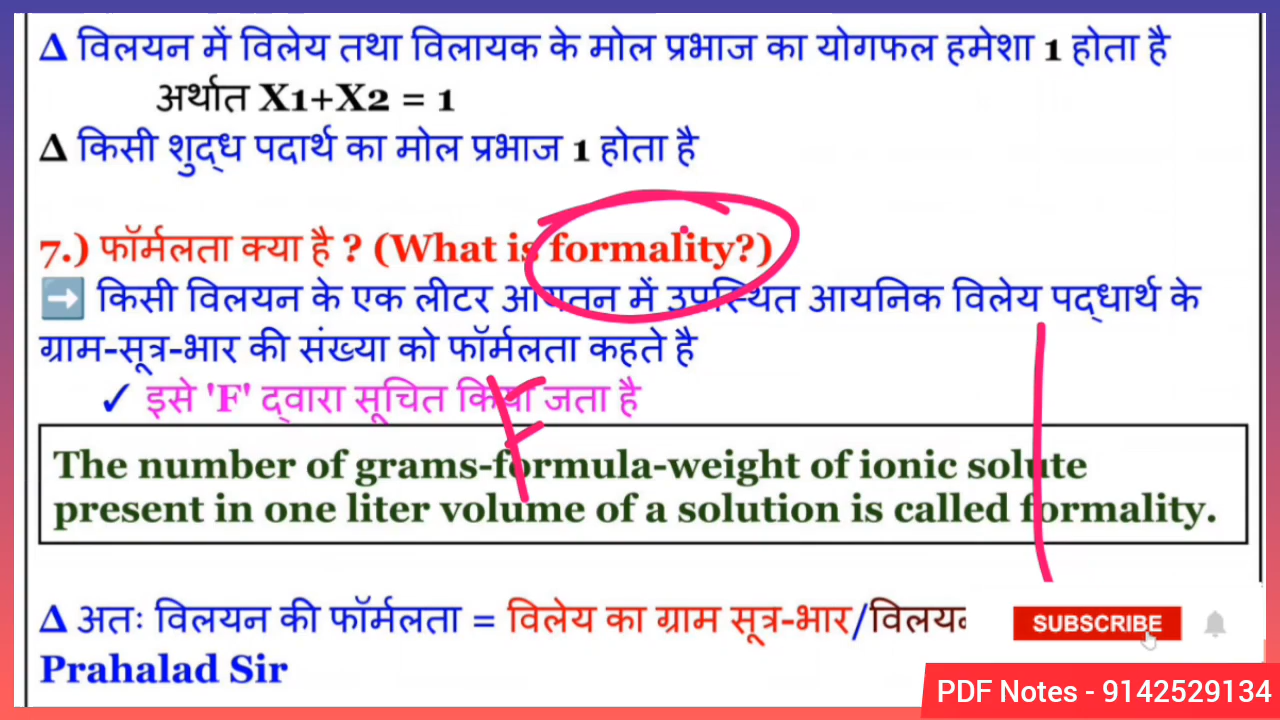 Δ विलयन में विलेय तथा विलायक के मोल प्रभाज का योगफल हमेशा 1 होता है
अर्थात X1+X2 = 1
Δ किसी शुद्ध पदार्थ का मोल प्रभाज 1 होता है
7.) फॉर्मलता क्या है ? (What is formality?)
➡ किसी विलयन के एक लीटर आयतन में उपस्थित आयनिक विलेय पद्धार्थ के
ग्राम-सूत्र-भार की संख्या को फॉर्मलता कहते है
✓ इसे 'F' द्वारा सूचित किया जता है
F
The number of grams-formula-weight of ionic solute
present in one liter volume of a solution is called formality.
Δ अतः विलयन की फॉर्मलता = विलेय का ग्राम सूत्र-भार/
SUBSCRIBE
Prahalad Sir
PDF Notes - 9142529134